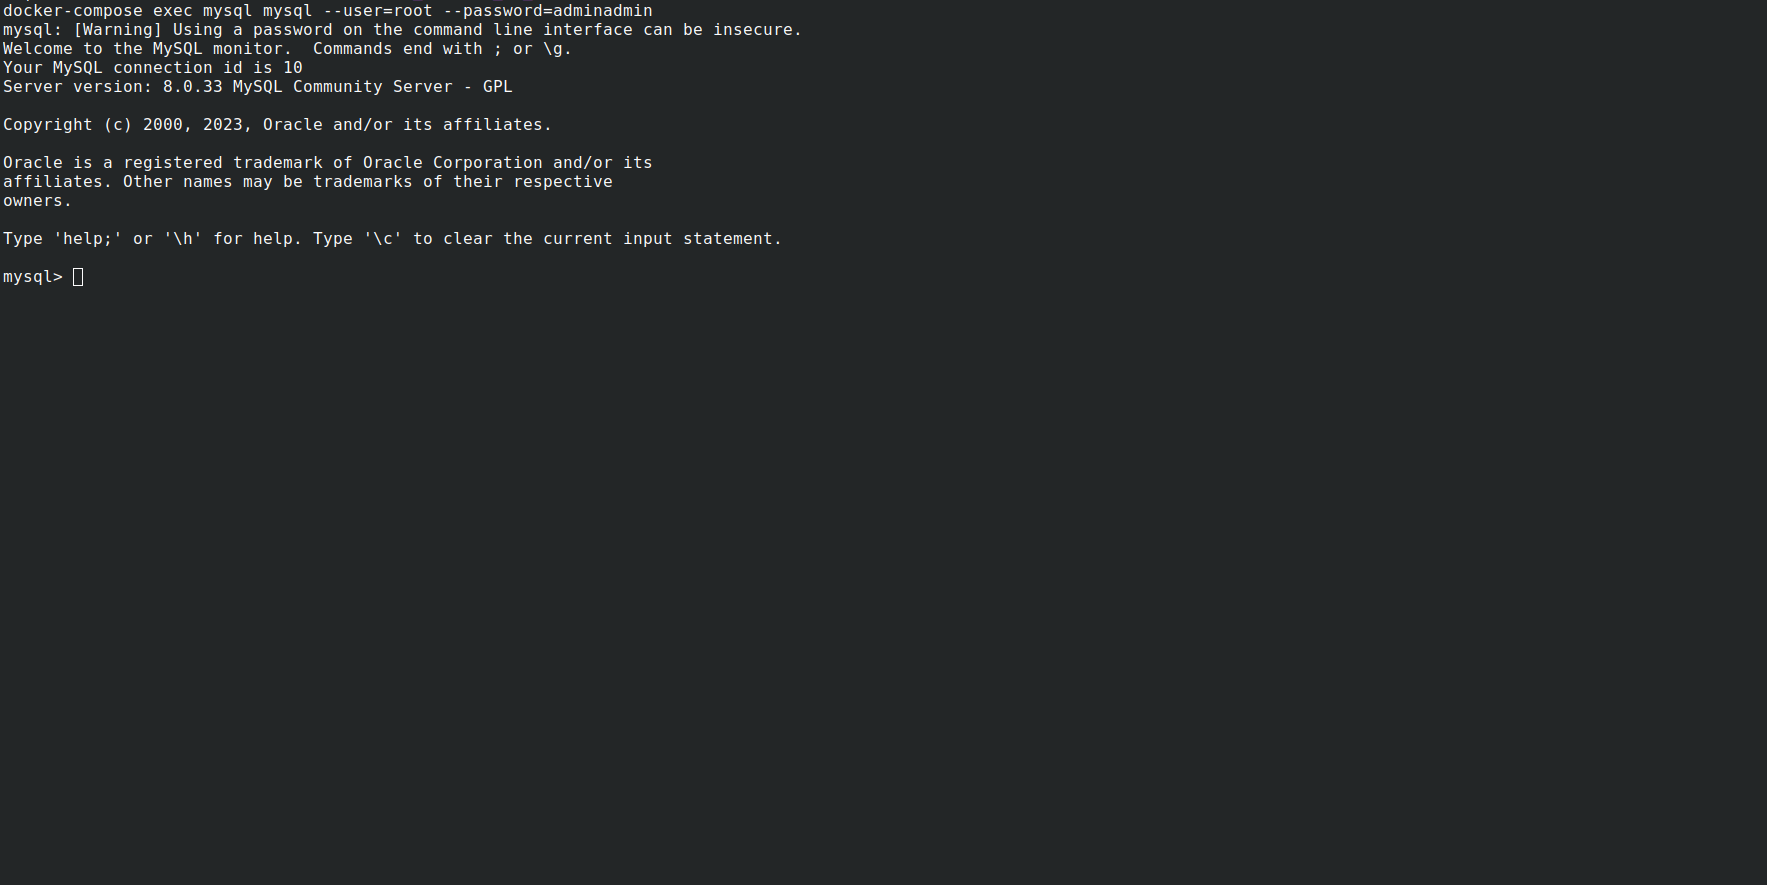 docker-compose exec mysql mysql --user=root --password=adminadmin
mysql: [Warning] Using a password on the command line interface can be insecure.
Welcome to the MySQL monitor.  Commands end with ; or \g.
Your MySQL connection id is 10
Server version: 8.0.33 MySQL Community Server - GPL
Copyright (c) 2000, 2023, Oracle and/or its affiliates.
Oracle is a registered trademark of Oracle Corporation and/or its
affiliates. Other names may be trademarks of their respective
owners.
Type 'help;' or '\h' for help. Type '\c' to clear the current input statement.
mysql>